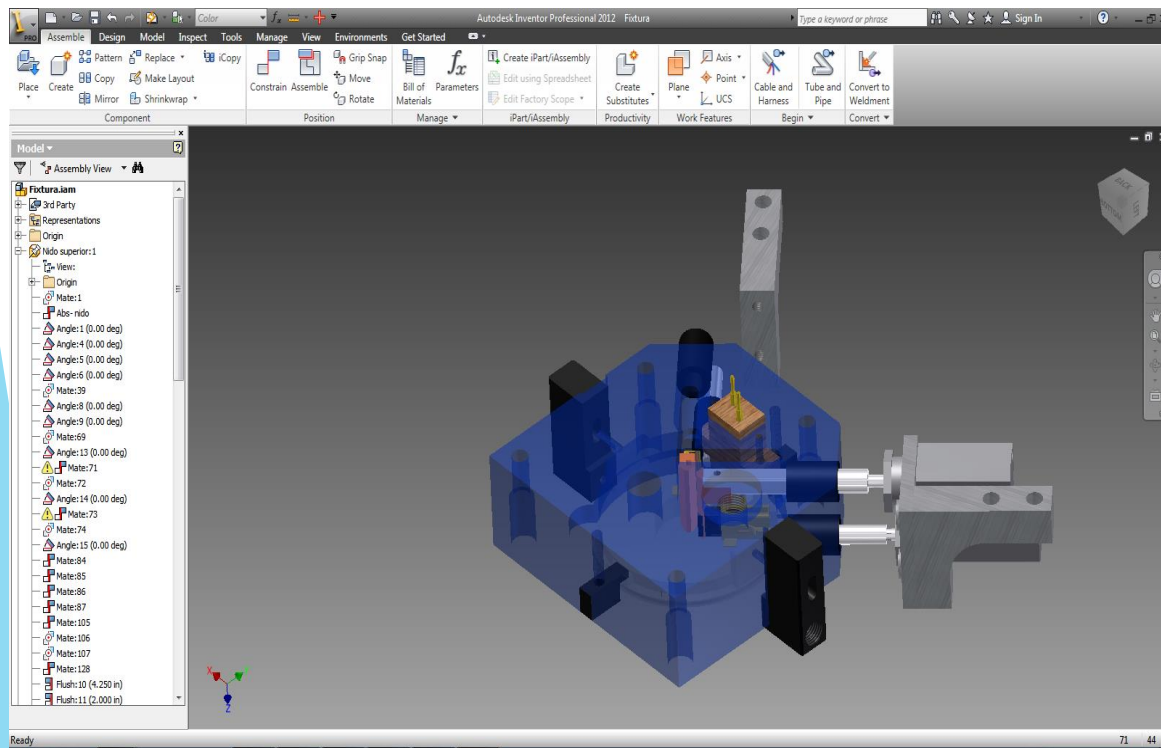 Color
Autodesk Inventor Professional 2012 Fixtura
Type a keyword or phrase
Sign In
PRO
Assemble Design Model Inspect Tools Manage View Environments Get Started
Place
Create
Pattern
Copy
Mirror
Replace
Make Layout
Shrinkwrap
iCopy
Component
Constrain
Assemble
Grip Snap
Move
Rotate
Position
Bill of
Materials
fx
Parameters
Manage
Create iPart/iAssembly
Edit using Spreadsheet
Edit Factory Scope
iPart/iAssembly
Create
Substitutes
Productivity
Plane
Axis
Point
UCS
Work Features
Cable and
Harness
Tube and
Pipe
Begin
Convert to
Weldment
Convert
Model
Assembly View
Fixtura.iam
3rd Party
Representations
Origin
Nido superior:1
View:
Origin
Mate:1
Abs- nido
Angle:1 (0.00 deg)
Angle:4 (0.00 deg)
Angle:5 (0.00 deg)
Angle:6 (0.00 deg)
Mate:39
Angle:8 (0.00 deg)
Angle:9 (0.00 deg)
Mate:69
Angle:13 (0.00 deg)
Mate:71
Mate:72
Angle:14 (0.00 deg)
Mate:73
Mate:74
Angle:15 (0.00 deg)
Mate:84
Mate:85
Mate:86
Mate:87
Mate:105
Mate:106
Mate:107
Mate:128
Flush:10 (4.250 in)
Flush:11 (2.000 in)
BACK
BOTTOM
X
Z
Ready
71 44